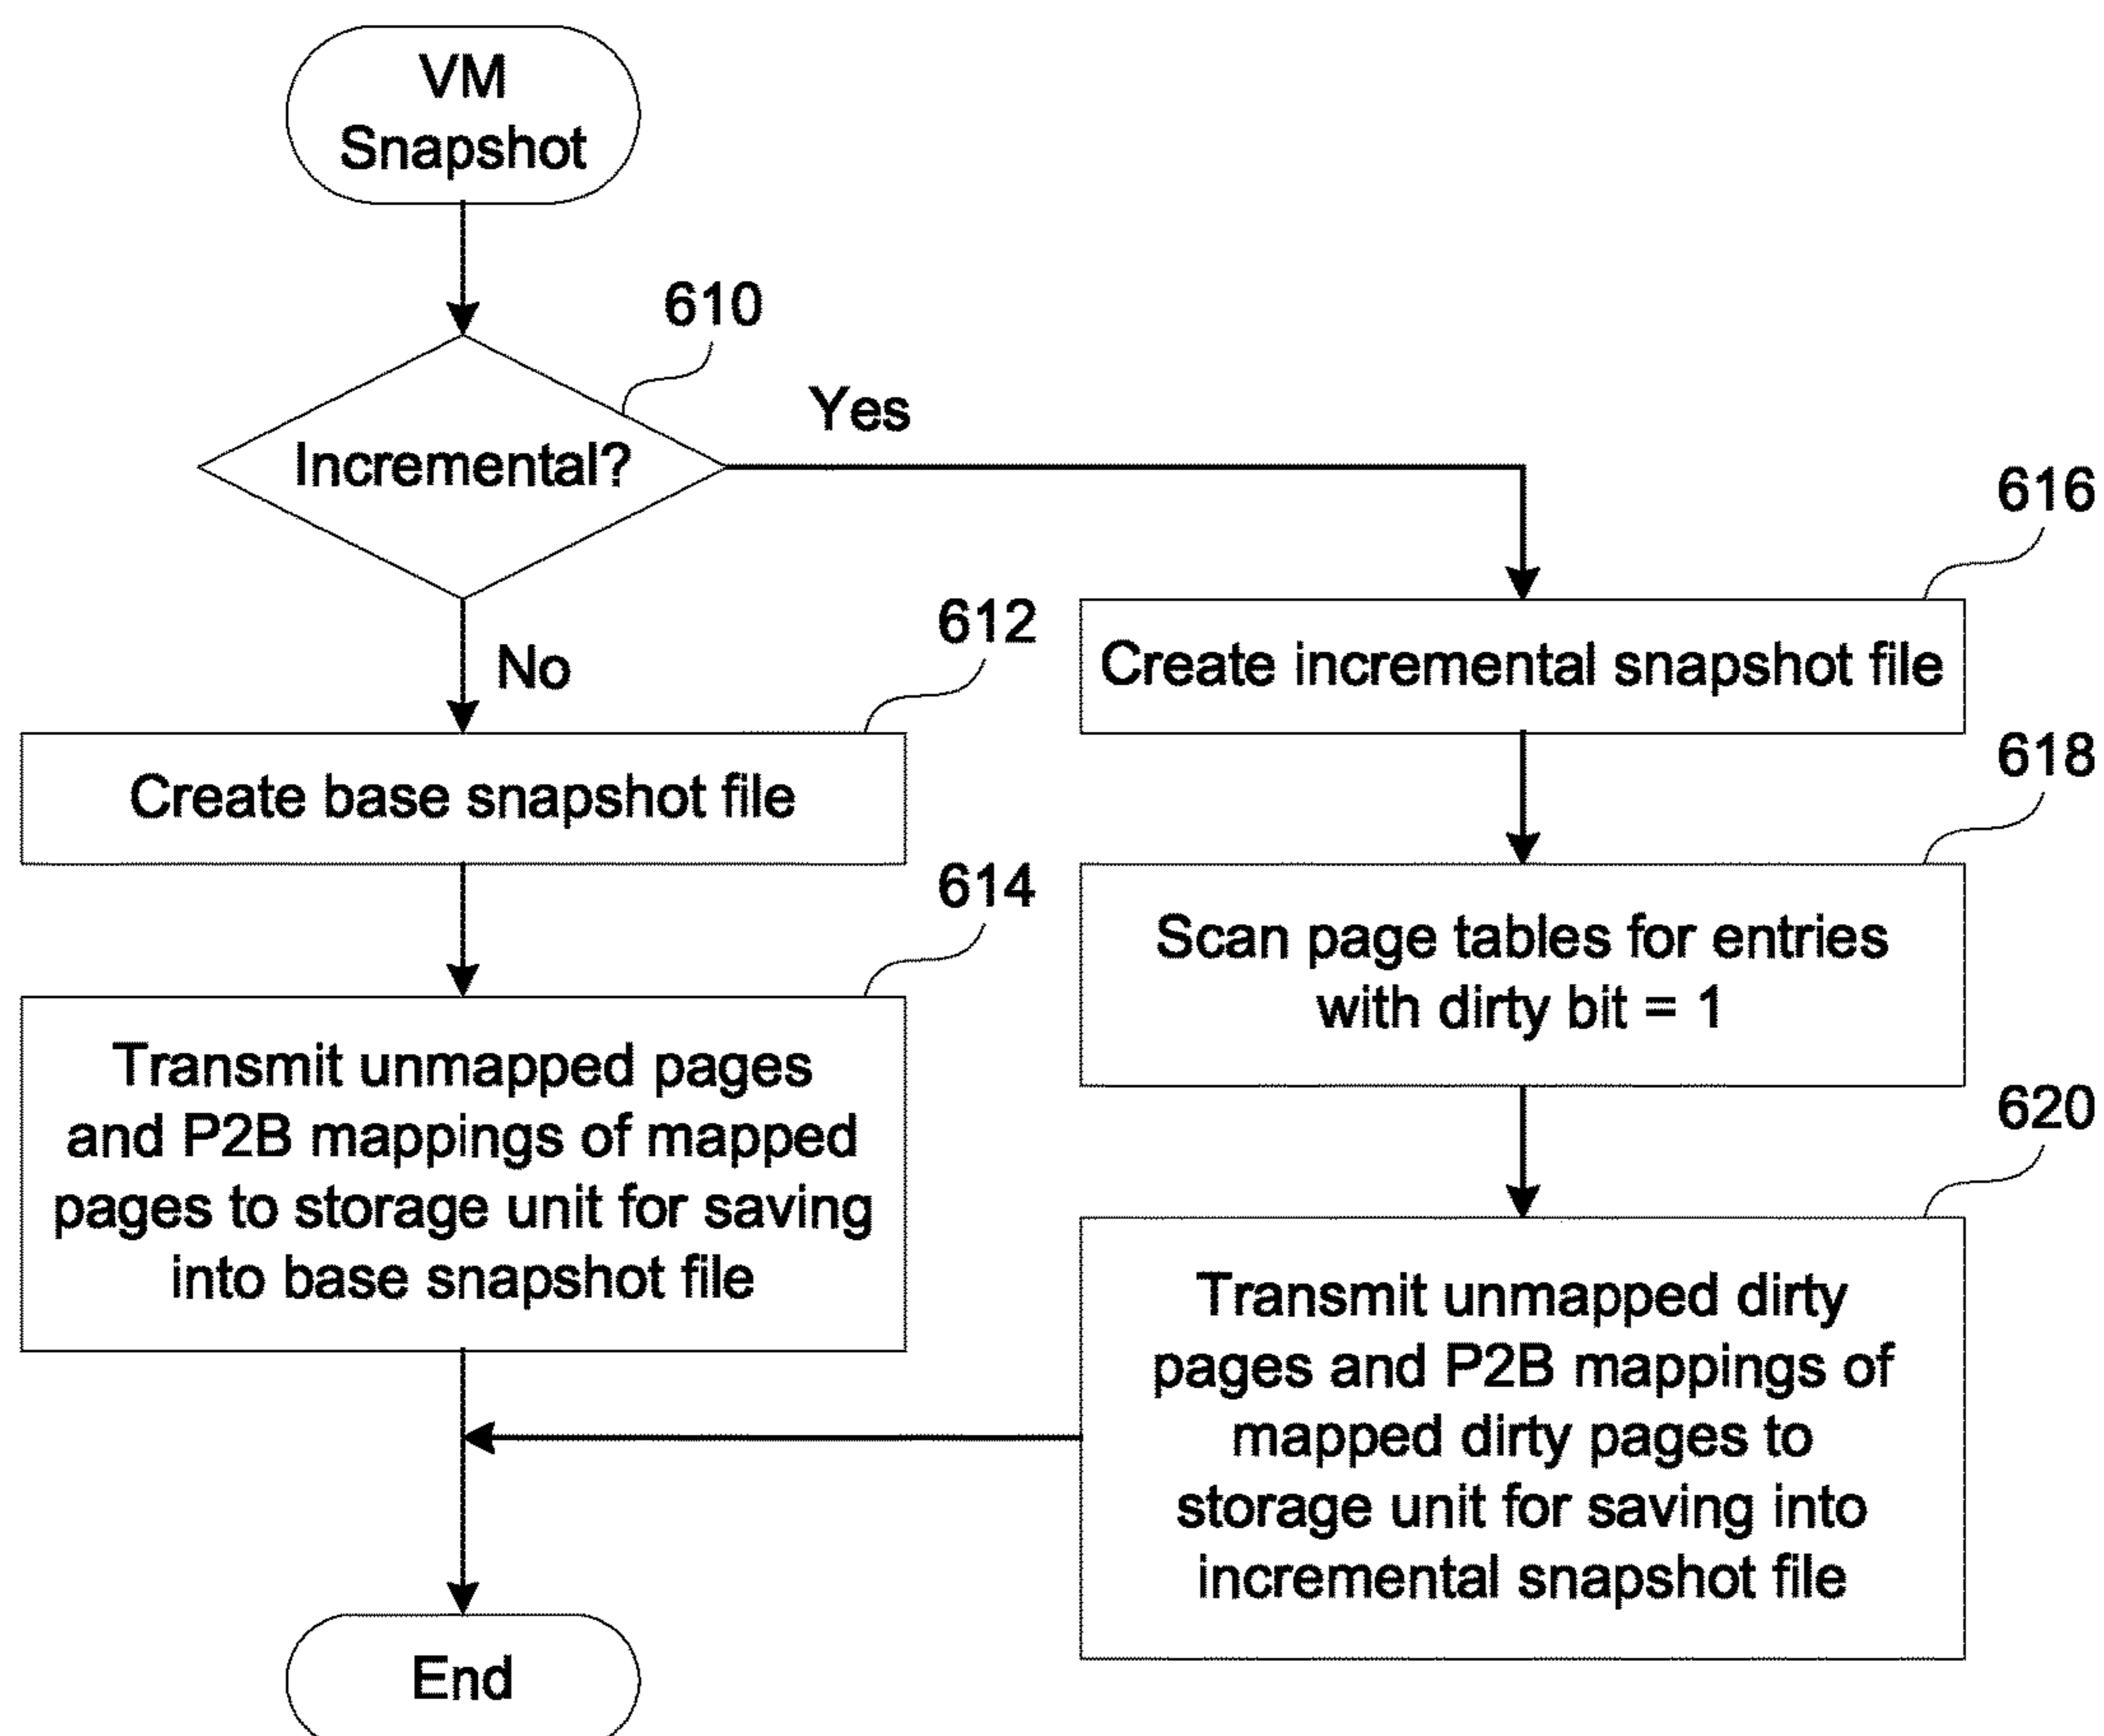 VM
Snapshot
610
Incremental?
Yes
No
612
Create base snapshot file
614
Transmit unmapped pages
and P2B mappings of mapped
pages to storage unit for saving
into base snapshot file
616
Create incremental snapshot file
618
Scan page tables for entries
with dirty bit = 1
620
Transmit unmapped dirty
pages and P2B mappings of
mapped dirty pages to
storage unit for saving into
incremental snapshot file
End